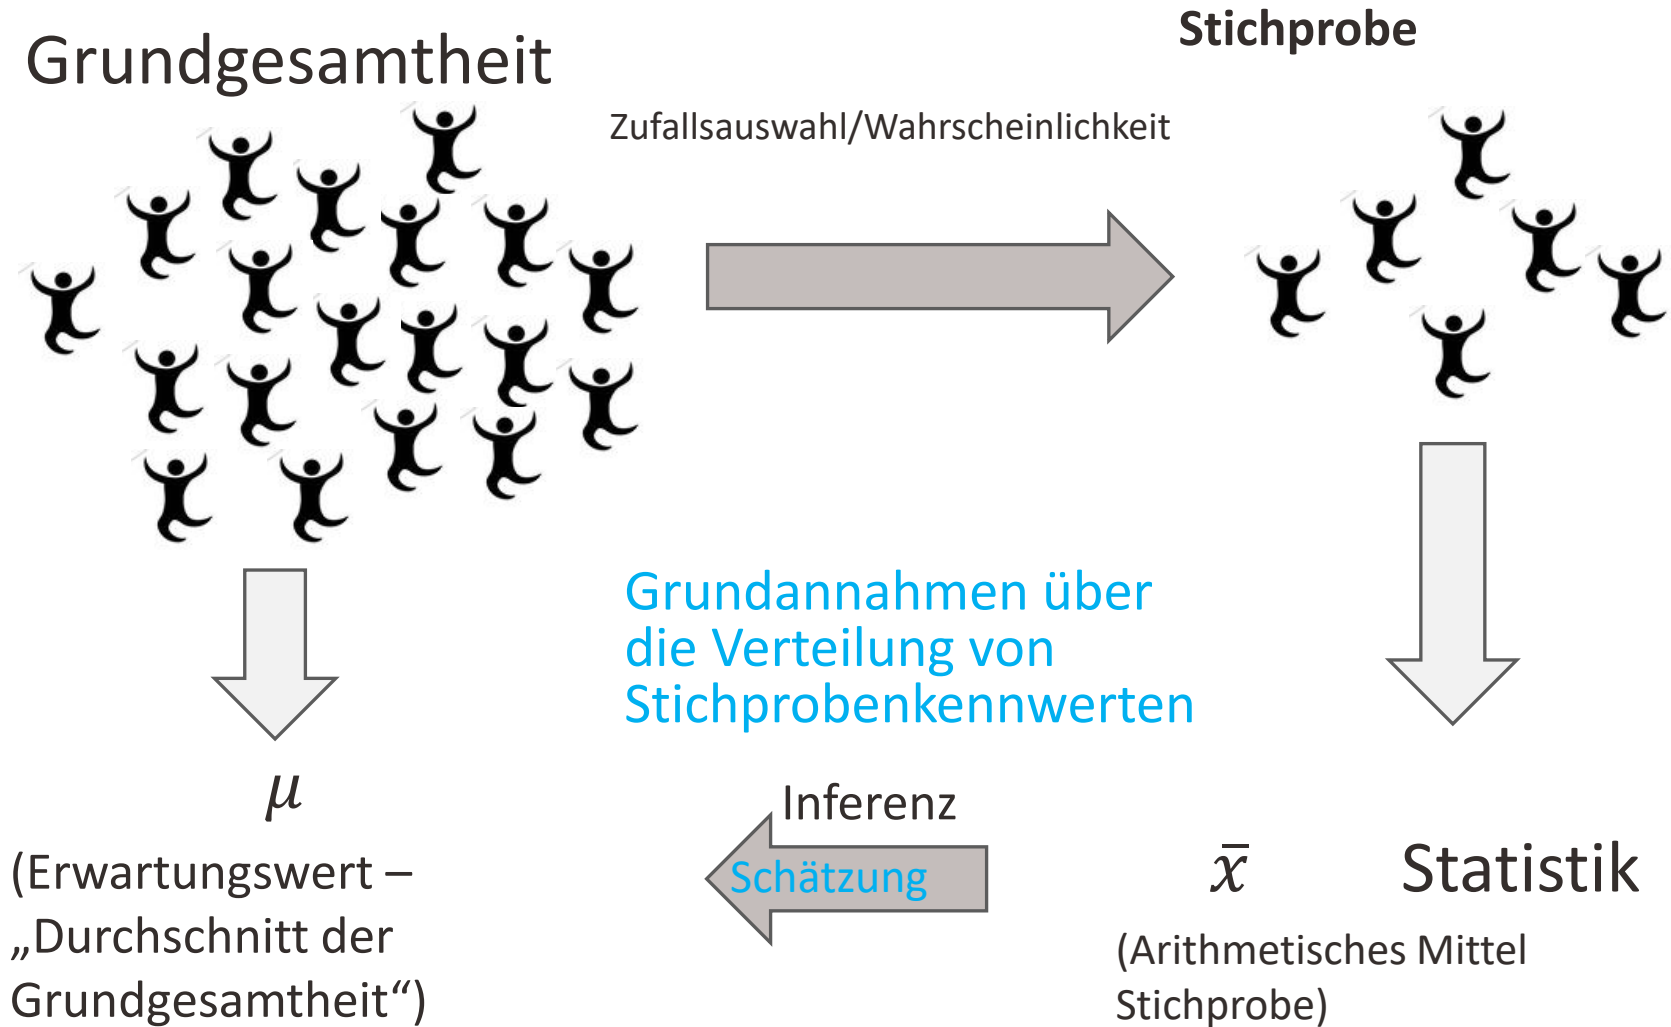 Grundgesamtheit
Stichprobe
Zufallsauswahl/Wahrscheinlichkeit
Grundannahmen über
die Verteilung von
Stichprobenkennwerten
μ
(Erwartungswert –
„Durchschnitt der
Grundgesamtheit“)
Inferenz
Schätzung
x̄
Statistik
(Arithmetisches Mittel
Stichprobe)